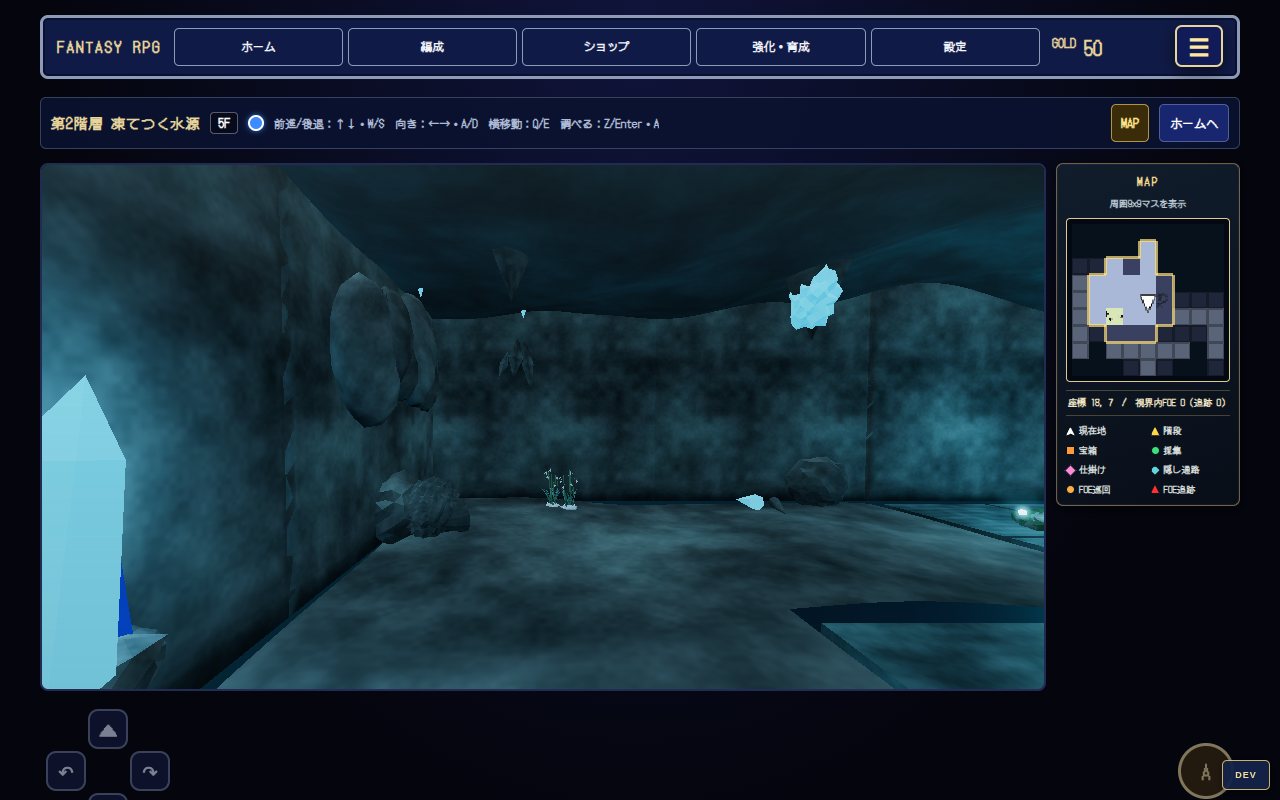 FANTASY RPG ホーム 編成 ショップ 強化・育成 設定 GOLD 50
第2階層 凍てつく水源 5F 前進/後退：↑↓・W/S 向き：←→・A/D 横移動：Q/E 調べる：Z/Enter・A MAP ホームへ
MAP
周囲9x9マスを表示
座標 18, 7 / 視界内FOE 0 (追跡 0)
現在地 階段
宝箱 採集
仕掛け 隠し通路
FOE巡回 FOE追跡
A DEV